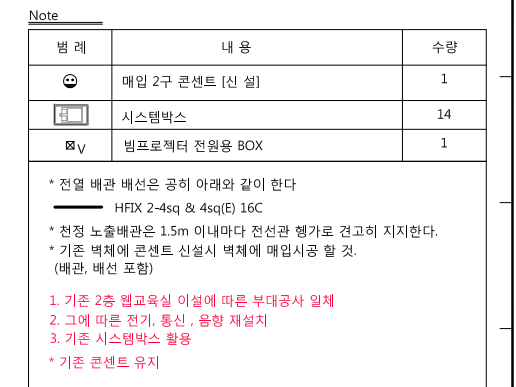 Note
범 례 내 용 수량
매입 2구 콘센트 [신 설] 1
시스템박스 14
V 빔프로젝터 전원용 BOX 1
* 전열 배관 배선은 공히 아래와 같이 한다
HFIX 2-4sq & 4sq(E) 16C
* 천정 노출배관은 1.5m 이내마다 전선관 행가로 견고히 지지한다.
* 기존 벽체에 콘센트 신설시 벽체에 매입시공 할 것.
(배관, 배선 포함)
1. 기존 2층 웹교육실 이설에 따른 부대공사 일체
2. 그에 따른 전기, 통신 , 음향 재설치
3. 기존 시스템박스 활용
* 기존 콘센트 유지